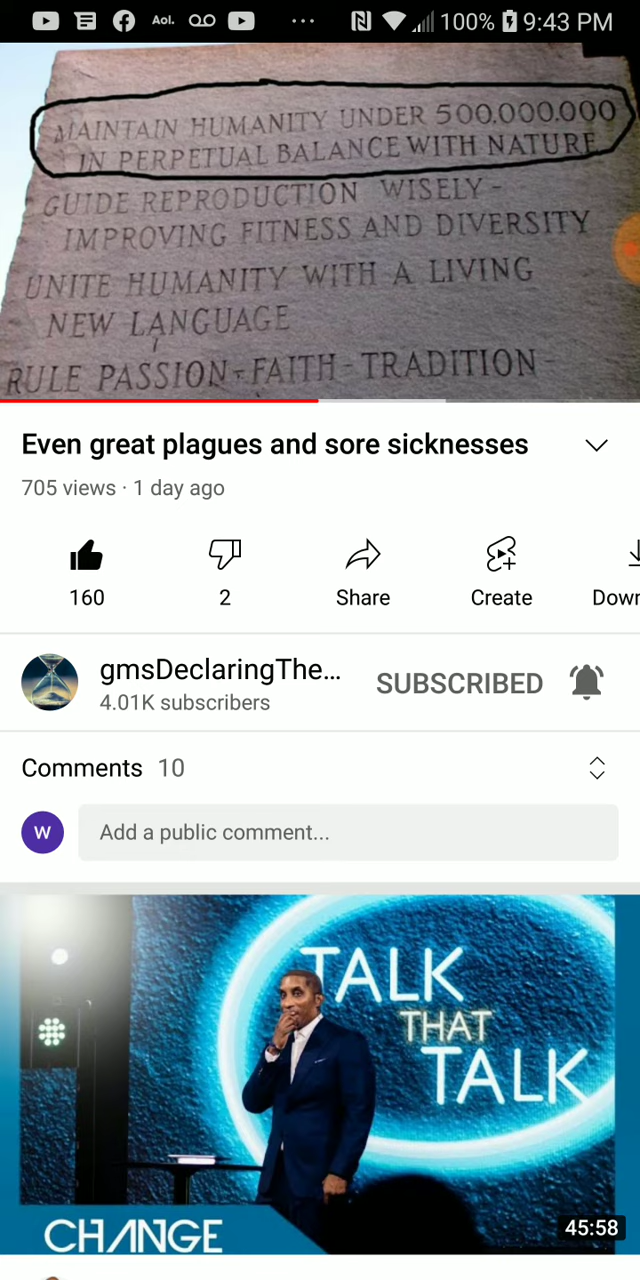 Aol.
100%
9:43 PM
MAINTAIN HUMANITY UNDER 500.000.000
IN PERPETUAL BALANCE WITH NATURE
GUIDE REPRODUCTION WISELY-
IMPROVING FITNESS AND DIVERSITY
UNITE HUMANITY WITH A LIVING
NEW LANGUAGE
RULE PASSION-FAITH-TRADITION-
Even great plagues and sore sicknesses
705 views · 1 day ago
160
2
Share
Create
Down
gmsDeclaringThe...
4.01K subscribers
SUBSCRIBED
Comments 10
W
Add a public comment...
TALK
THAT
TALK
CHANGE
45:58